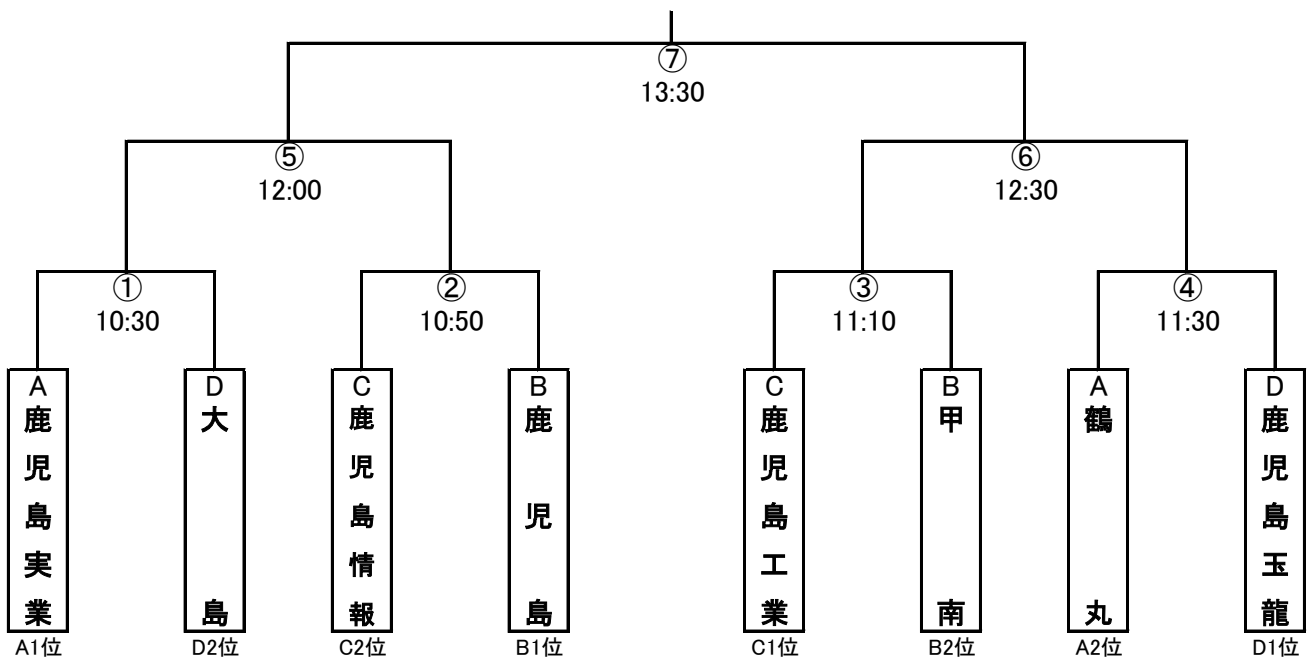 ⑦
13:30
⑤
12:00
⑥
12:30
①
10:30
②
10:50
③
11:10
④
11:30
A
鹿児島実業
A1位
D
大島
D2位
C
鹿児島情報
C2位
B
鹿児島
B1位
C
鹿児島工業
C1位
B
甲南
B2位
A
鶴丸
A2位
D
鹿児島玉龍
D1位